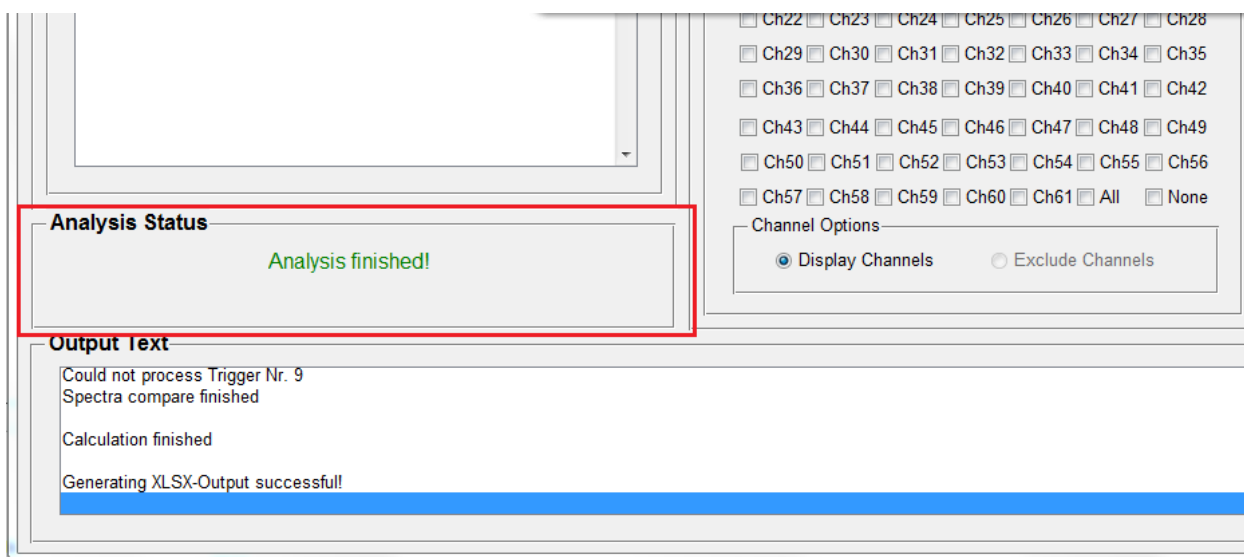 Ch22 Ch23 Ch24 Ch25 Ch26 Ch27 Ch28
Ch29 Ch30 Ch31 Ch32 Ch33 Ch34 Ch35
Ch36 Ch37 Ch38 Ch39 Ch40 Ch41 Ch42
Ch43 Ch44 Ch45 Ch46 Ch47 Ch48 Ch49
Ch50 Ch51 Ch52 Ch53 Ch54 Ch55 Ch56
Ch57 Ch58 Ch59 Ch60 Ch61 All None
Channel Options
Display Channels Exclude Channels
Analysis Status
Analysis finished!
Output Text
Could not process Trigger Nr. 9
Spectra compare finished
Calculation finished
Generating XLSX-Output successful!